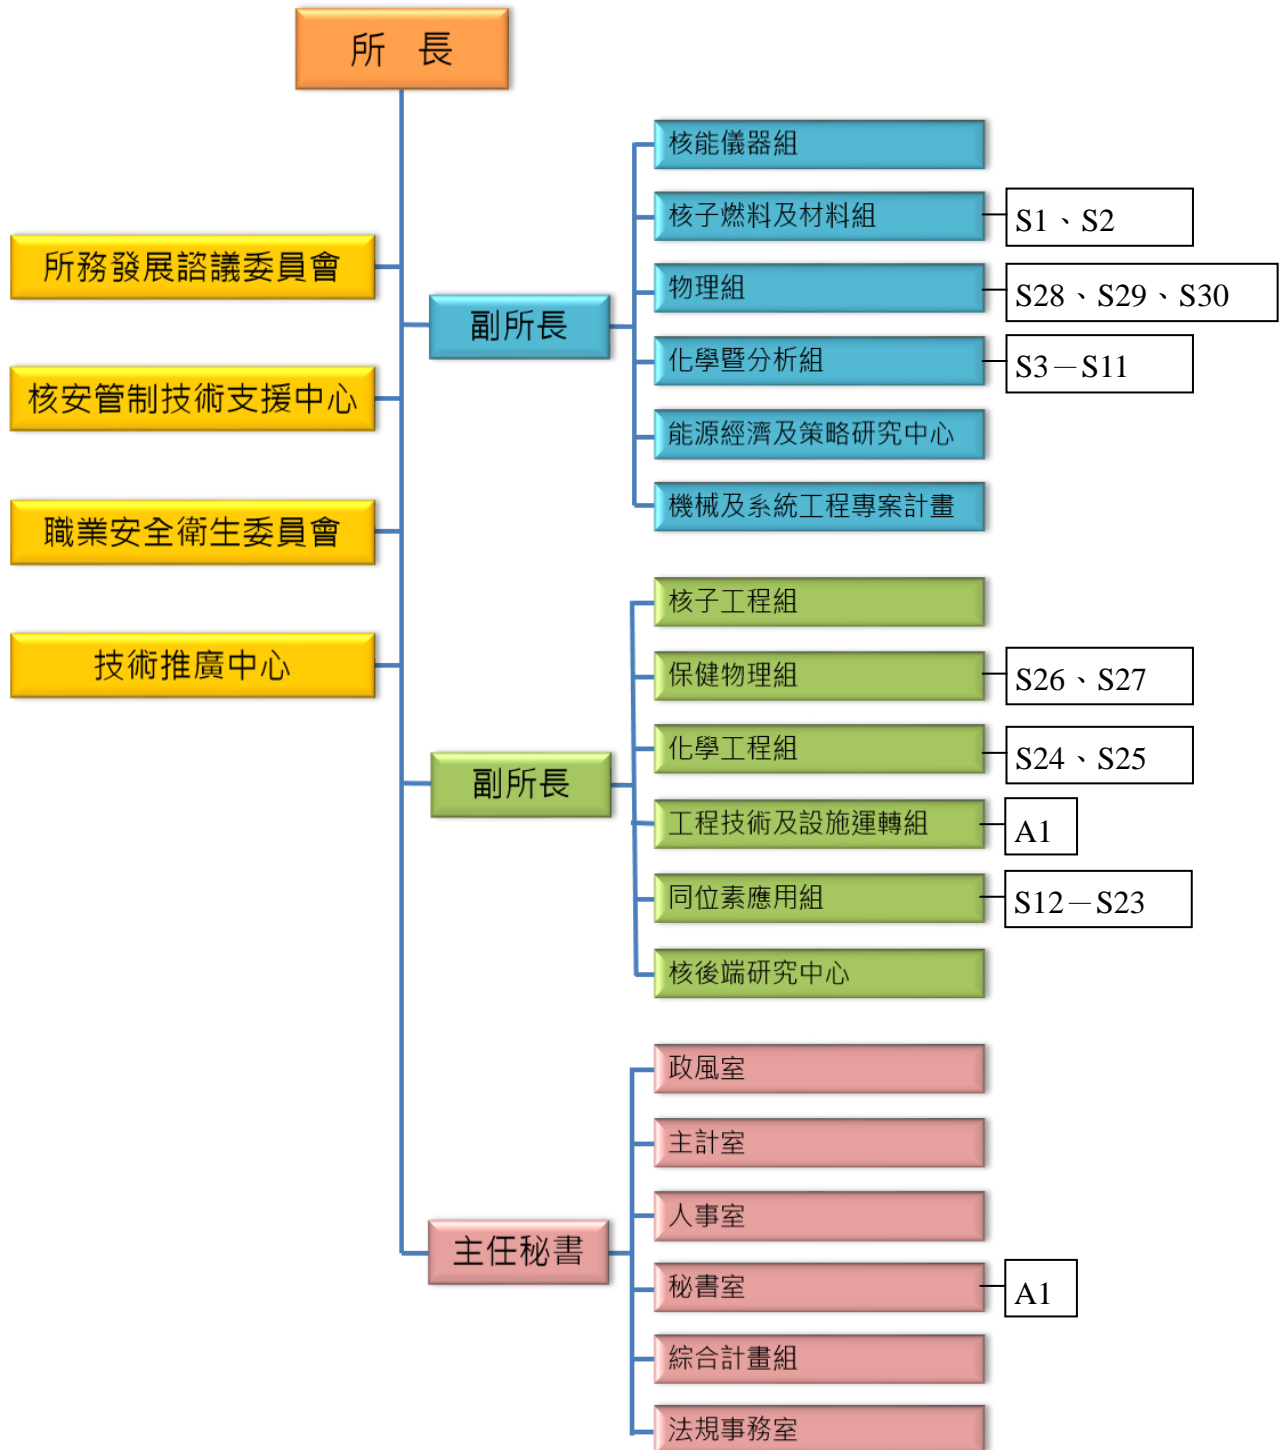 所 長
所務發展諮議委員會
核安管制技術支援中心
職業安全衛生委員會
技術推廣中心
副所長
核能儀器組
核子燃料及材料組
S1、S2
物理組
S28、S29、S30
化學暨分析組
S3－S11
能源經濟及策略研究中心
機械及系統工程專案計畫
副所長
核子工程組
保健物理組
S26、S27
化學工程組
S24、S25
工程技術及設施運轉組
A1
同位素應用組
S12－S23
核後端研究中心
主任秘書
政風室
主計室
人事室
秘書室
A1
綜合計畫組
法規事務室